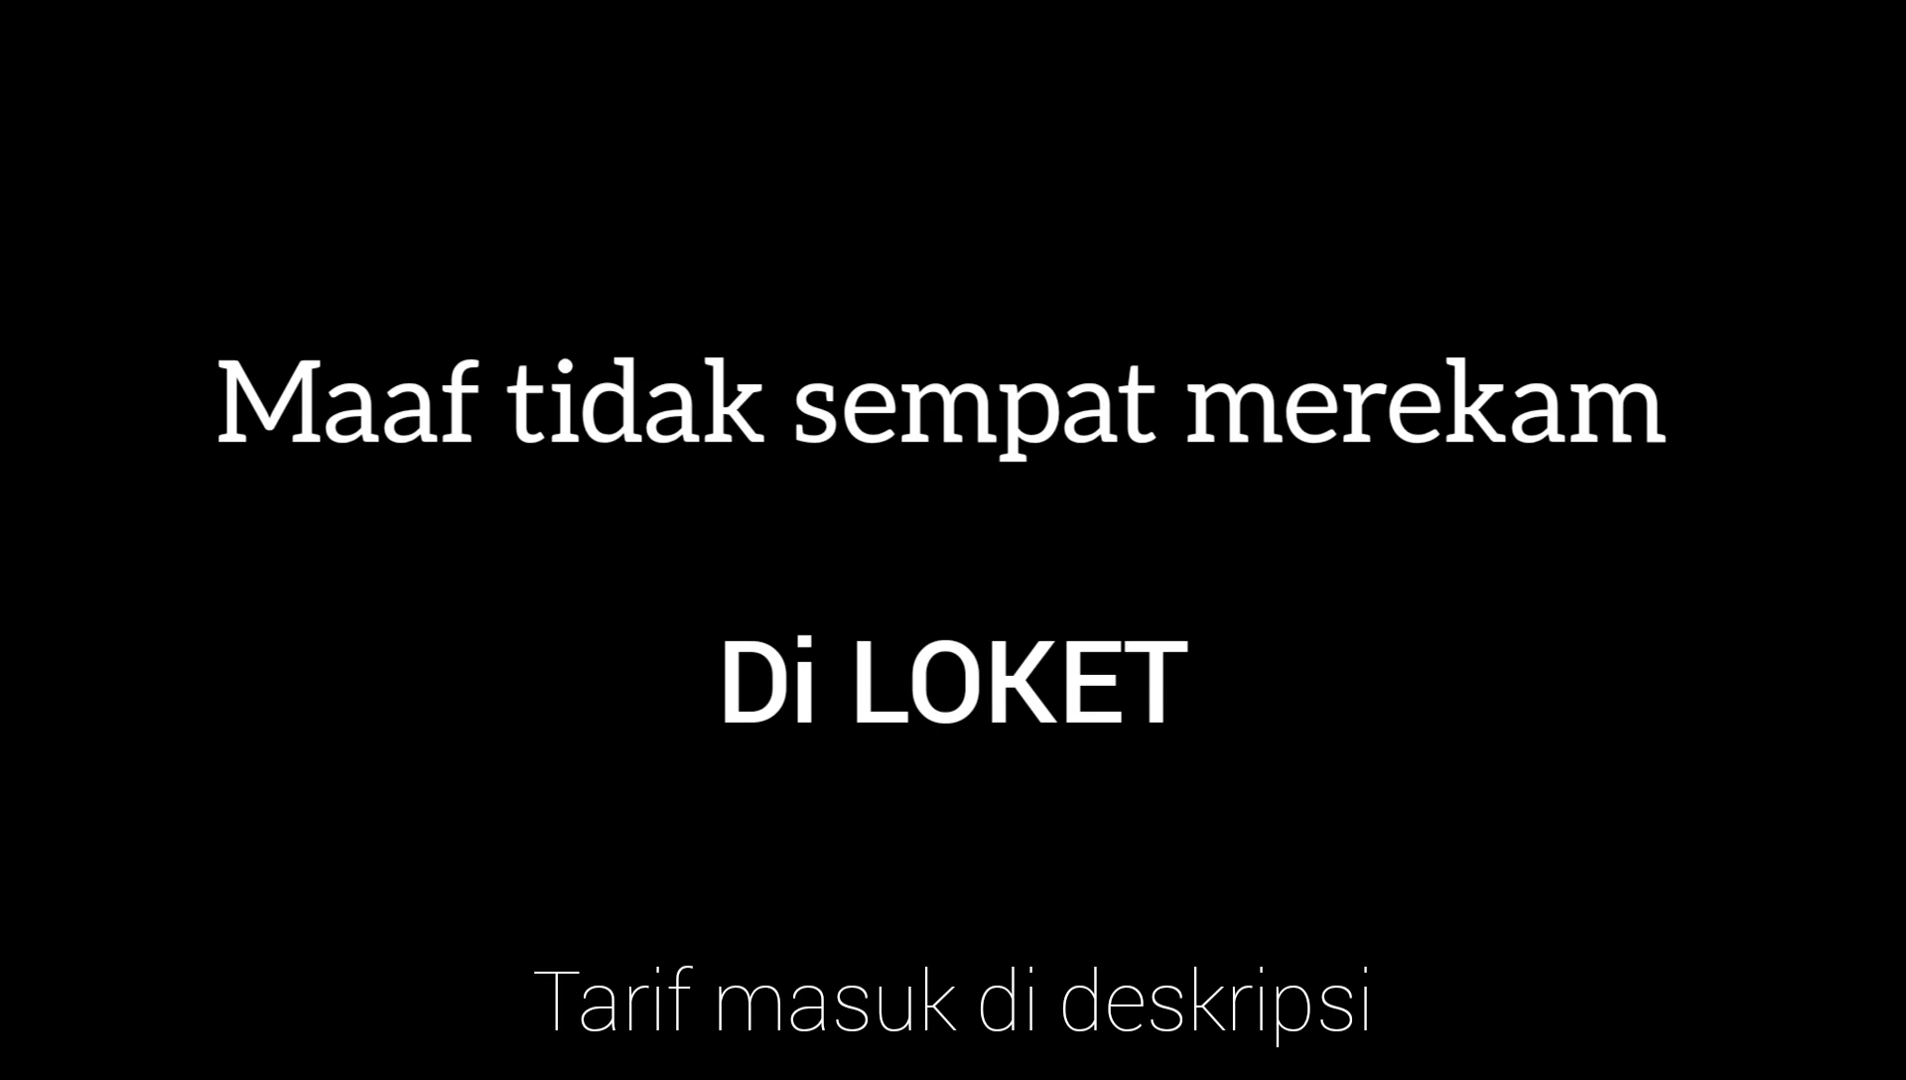 Maaf tidak sempat merekam
Di LOKET
Tarif masuk di deskripsi